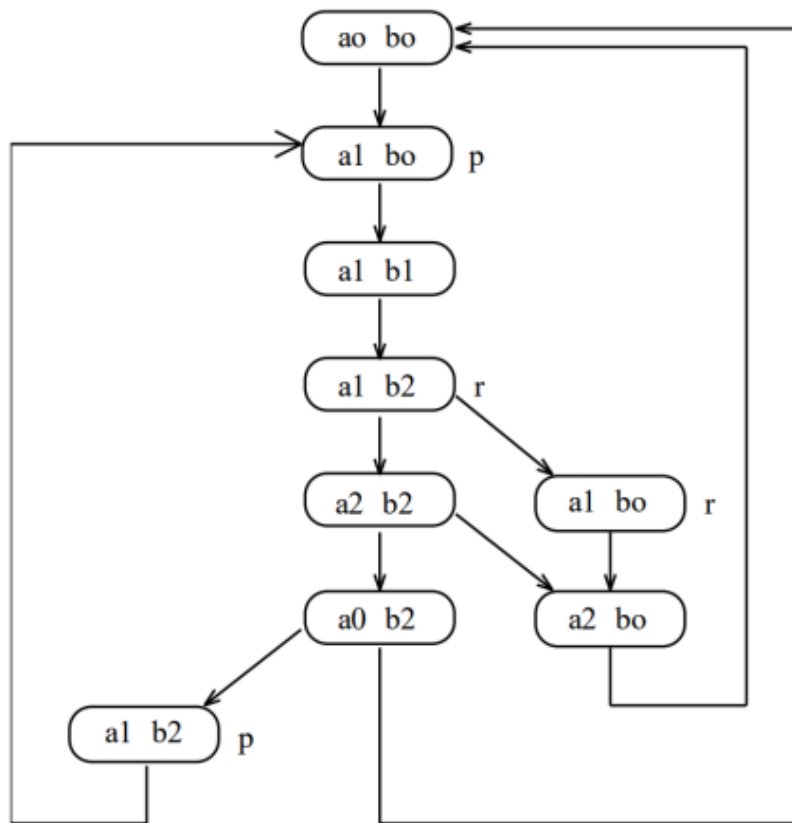 ao bo
a1 bo p
a1 b1
a1 b2 r
a2 b2
a1 bo r
a0 b2
a2 bo
a1 b2 p